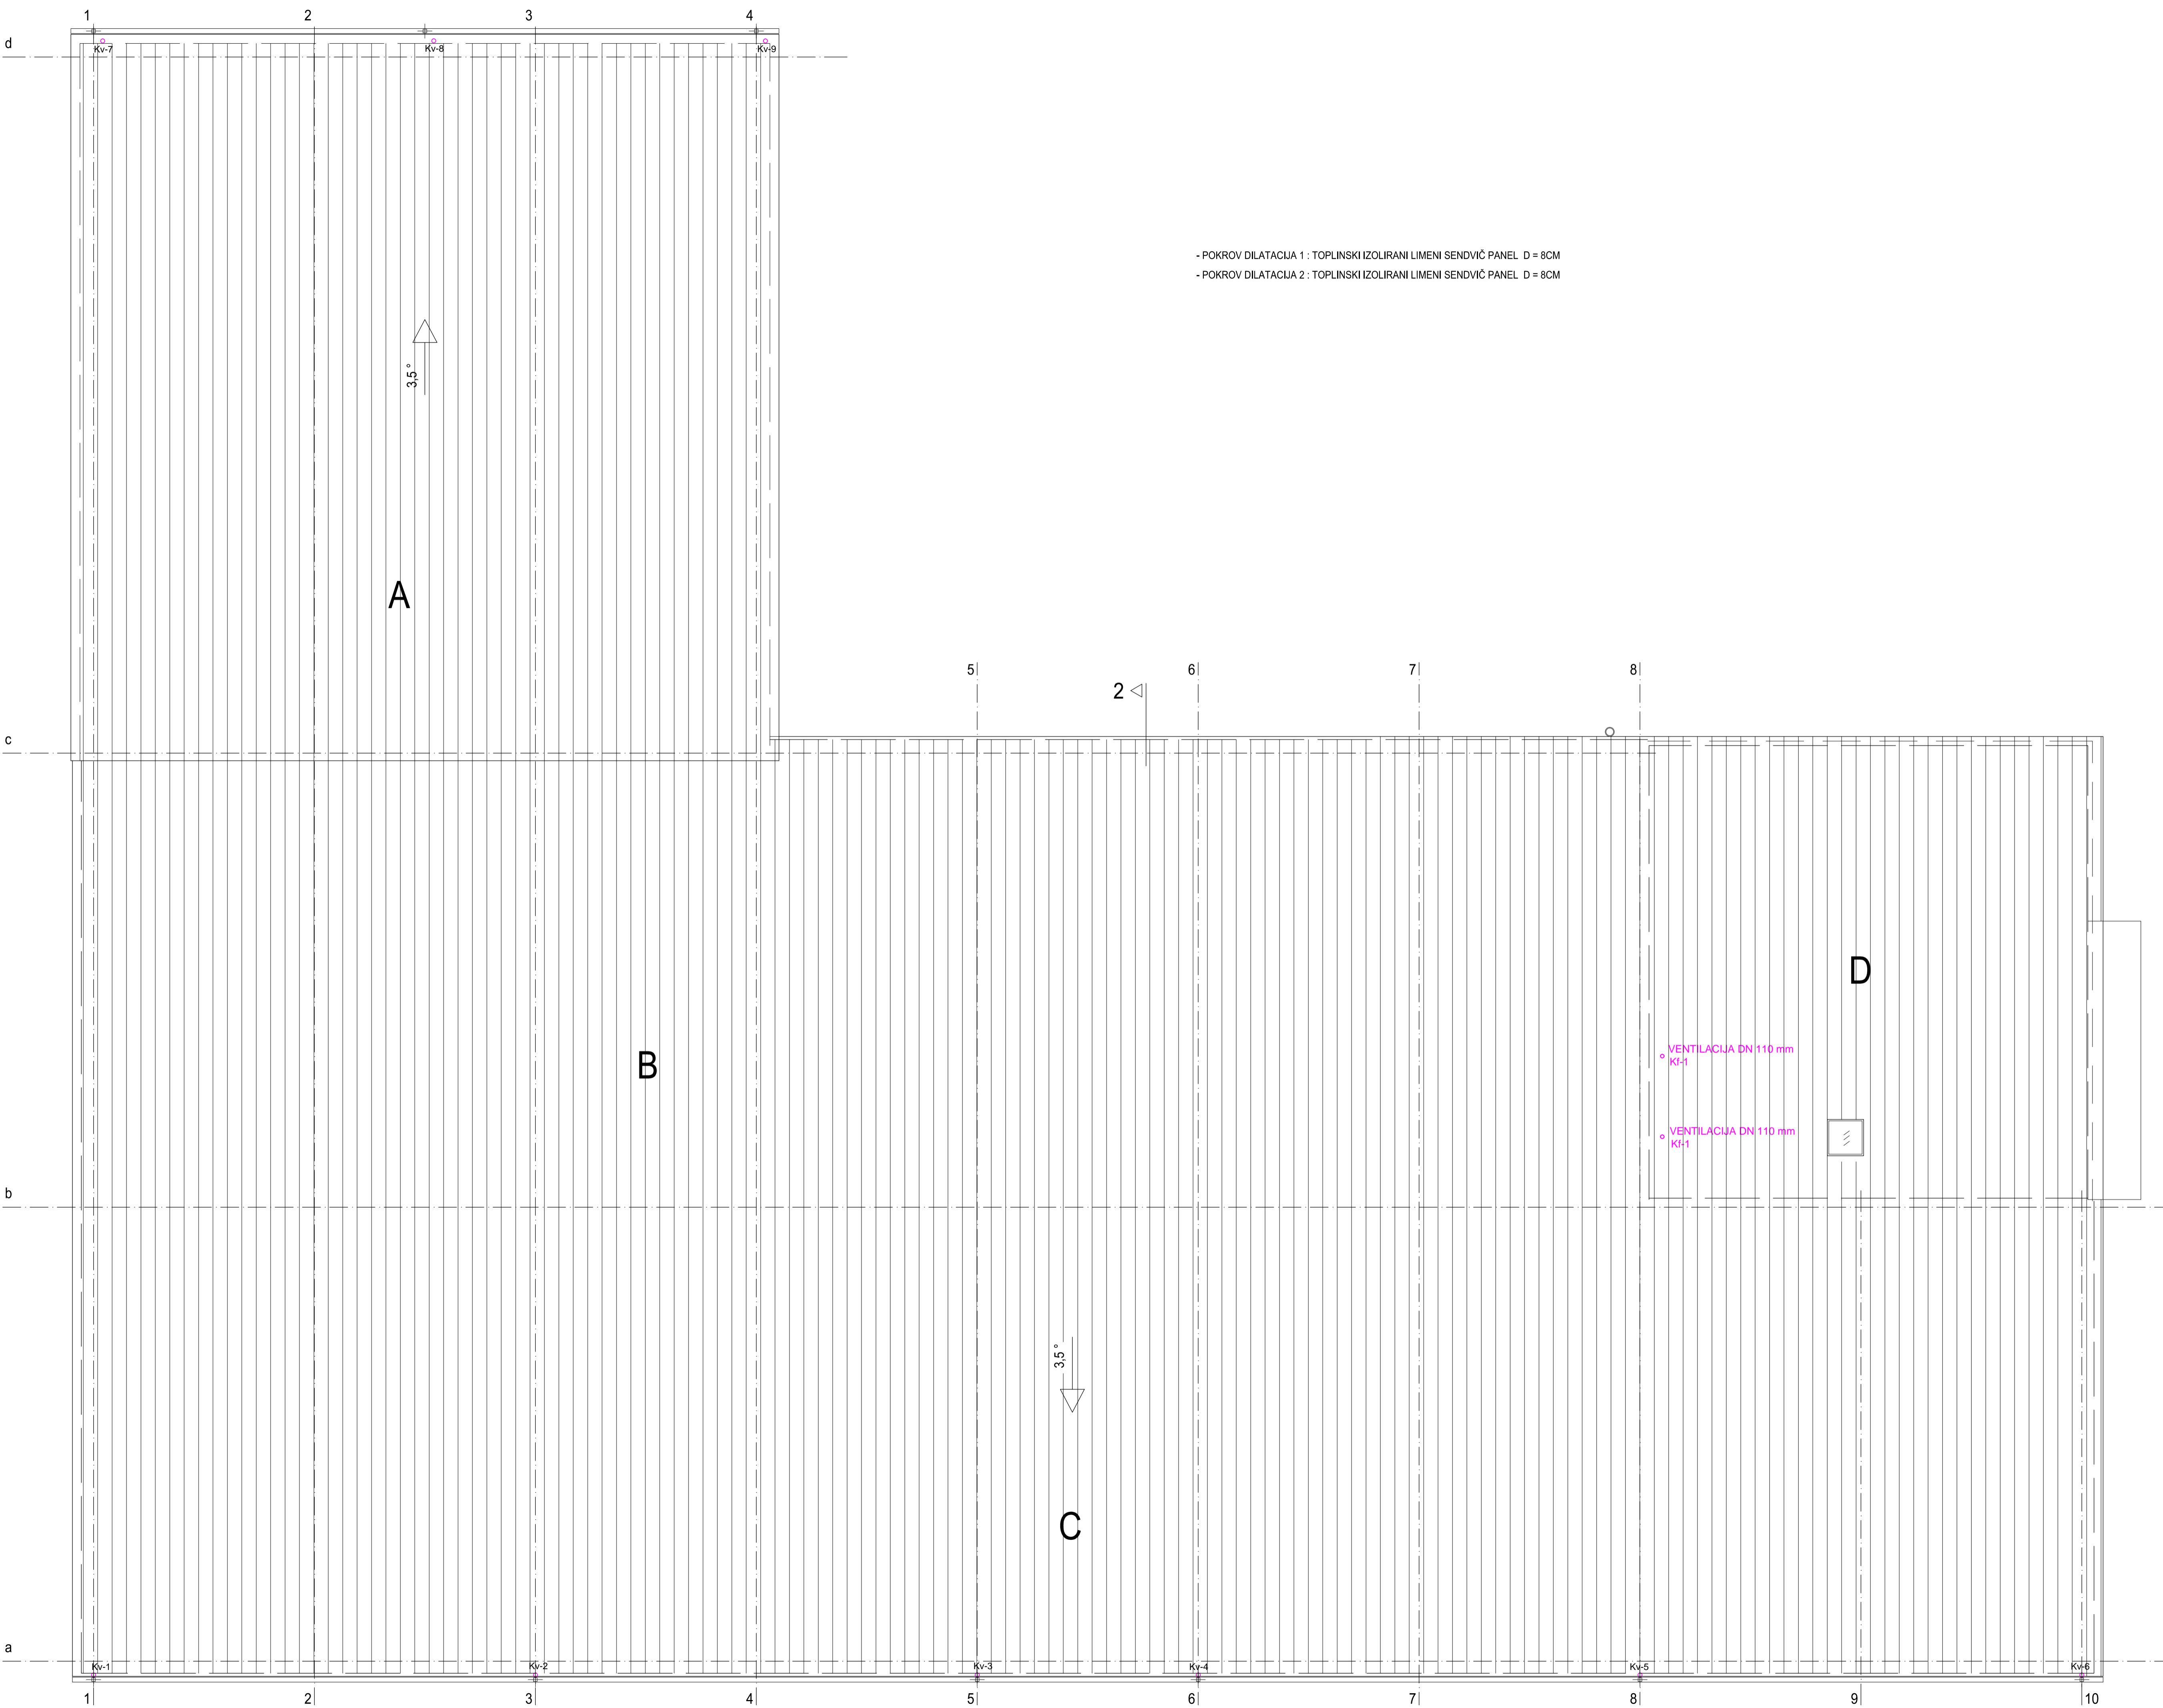 1 2 3 4
d
Kv-7 Kv-8 Kv-9
- POKROV DILATACIJA 1 : TOPLINSKI IZOLIRANI LIMENI SENDVIČ PANEL D = 8CM
- POKROV DILATACIJA 2 : TOPLINSKI IZOLIRANI LIMENI SENDVIČ PANEL D = 8CM
3,5 °
A
5 6 7 8
2
c
D
VENTILACIJA DN 110 mm
Kf-1
B
VENTILACIJA DN 110 mm
Kf-1
b
3,5 °
C
a
Kv-1 Kv-2 Kv-3 Kv-4 Kv-5 Kv-6
1 2 3 4 5 6 7 8 9 10